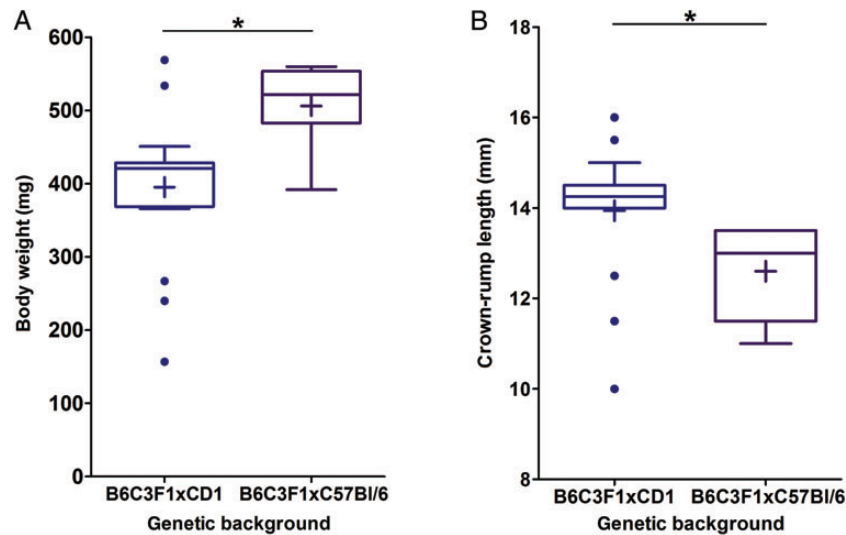 A
*
600
500
400
300
200
100
0
Body weight (mg)
B6C3F1xCD1 B6C3F1xC57Bl/6
Genetic background
B
*
18
16
14
12
10
8
Crown-rump length (mm)
B6C3F1xCD1 B6C3F1xC57Bl/6
Genetic background